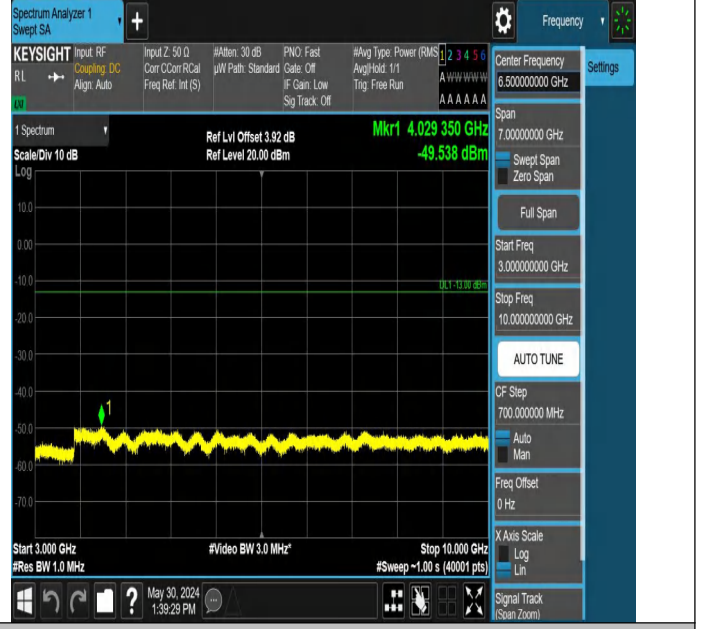 Spectrum Analyzer 1
Swept SA
+
Frequency
KEYSIGHT
RL
LXI
Input: RF
Coupling: DC
Align: Auto
Input Z: 50 Ω
Corr CCorr RCal
Freq Ref: Int (S)
#Atten: 30 dB
µW Path: Standard
PNO: Fast
Gate: Off
IF Gain: Low
Sig Track: Off
#Avg Type: Power (RMS
Avg|Hold: 1/1
Trig: Free Run
1 2 3 4 5 6
A W W W W W
A A A A A A
1 Spectrum
Scale/Div 10 dB
Log
Ref Lvl Offset 3.92 dB
Ref Level 20.00 dBm
Mkr1 4.029 350 GHz
-49.538 dBm
10.0
0.00
-10.0
DL1 -13.00 dBm
-20.0
-30.0
-40.0
1
-50.0
-60.0
-70.0
Start 3.000 GHz
#Res BW 1.0 MHz
#Video BW 3.0 MHz*
Stop 10.000 GHz
#Sweep ~1.00 s (40001 pts)
?
May 30, 2024
1:39:29 PM
Center Frequency
6.500000000 GHz
Settings
Span
7.00000000 GHz
Swept Span
Zero Span
Full Span
Start Freq
3.000000000 GHz
Stop Freq
10.000000000 GHz
AUTO TUNE
CF Step
700.000000 MHz
Auto
Man
Freq Offset
0 Hz
X Axis Scale
Log
Lin
Signal Track
(Span Zoom)